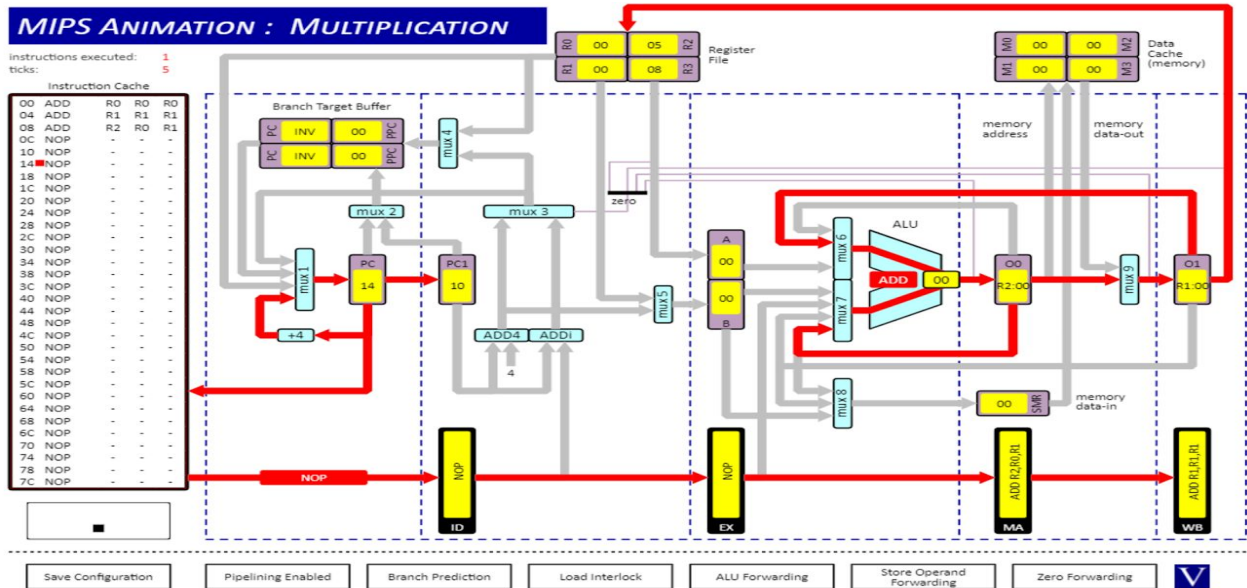 MIPS ANIMATION : MULTIPLICATION
instructions executed: 1
ticks: 5
Instruction Cache
00 ADD R0 R0 R0
04 ADD R1 R1 R1
08 ADD R2 R0 R1
0C NOP - - -
10 NOP - - -
14 NOP - - -
18 NOP - - -
1C NOP - - -
20 NOP - - -
24 NOP - - -
28 NOP - - -
2C NOP - - -
30 NOP - - -
34 NOP - - -
38 NOP - - -
3C NOP - - -
40 NOP - - -
44 NOP - - -
48 NOP - - -
4C NOP - - -
50 NOP - - -
54 NOP - - -
58 NOP - - -
5C NOP - - -
60 NOP - - -
64 NOP - - -
68 NOP - - -
6C NOP - - -
70 NOP - - -
74 NOP - - -
78 NOP - - -
7C NOP - - -
R0 00 05 R2
R1 00 08 R3
Register
File
M0 00 00 M2
M1 00 00 M3
Data
Cache
(memory)
Branch Target Buffer
PC INV 00 PPC
PC INV 00 PPC
mux 4
memory
address
memory
data-out
zero
mux 2
mux 3
mux 1
PC
14
PC1
10
+4
ADD4 ADDi
4
mux 5
A
00
00
B
mux 6
mux 7
ALU
ADD
00
O0
R2:00
mux 9
O1
R1:00
mux 8
00 SMR
memory
data-in
NOP
NOP
ID
NOP
EX
ADD R2,R0,R1
MA
ADD R1,R1,R1
WB
Save Configuration
Pipelining Enabled
Branch Prediction
Load Interlock
ALU Forwarding
Store Operand
Forwarding
Zero Forwarding
V